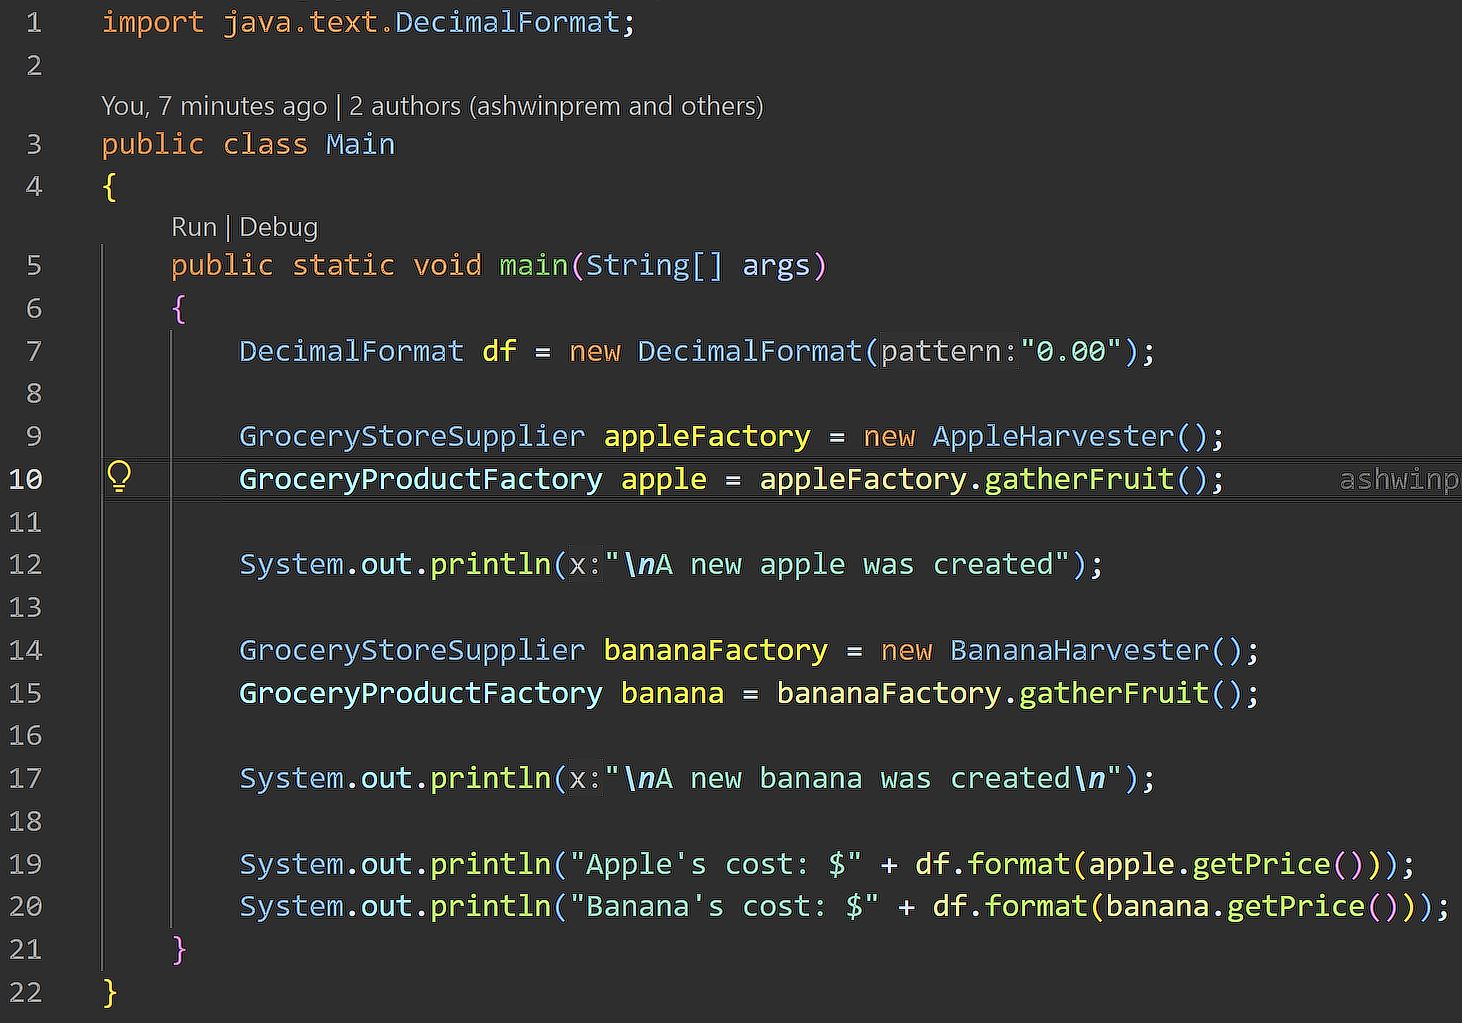 1 import java.text.DecimalFormat;
2
You, 7 minutes ago | 2 authors (ashwinprem and others)
3 public class Main
4 {
Run | Debug
5 public static void main(String[] args)
6 {
7 DecimalFormat df = new DecimalFormat(pattern:"0.00");
8
9 GroceryStoreSupplier appleFactory = new AppleHarvester();
10 GroceryProductFactory apple = appleFactory.gatherFruit(); ashwinp
11
12 System.out.println(x:"\nA new apple was created");
13
14 GroceryStoreSupplier bananaFactory = new BananaHarvester();
15 GroceryProductFactory banana = bananaFactory.gatherFruit();
16
17 System.out.println(x:"\nA new banana was created\n");
18
19 System.out.println("Apple's cost: $" + df.format(apple.getPrice()));
20 System.out.println("Banana's cost: $" + df.format(banana.getPrice()));
21 }
22 }